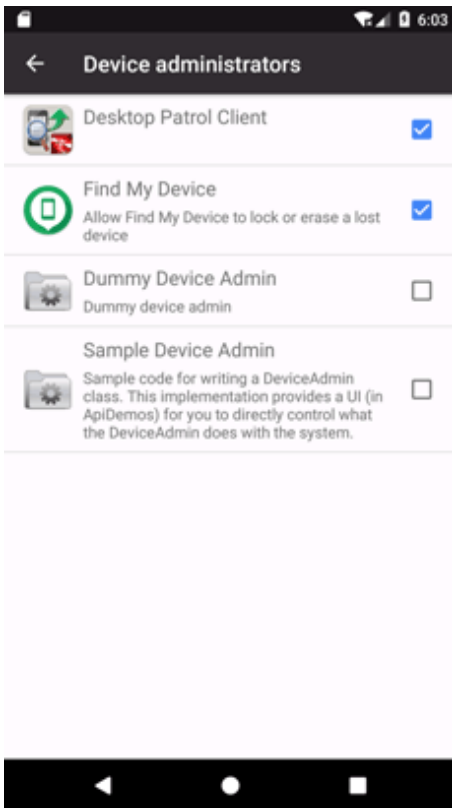 6:03
Device administrators
Desktop Patrol Client
Find My Device
Allow Find My Device to lock or erase a lost
device
Dummy Device Admin
Dummy device admin
Sample Device Admin
Sample code for writing a DeviceAdmin
class. This implementation provides a UI (in
ApiDemos) for you to directly control what
the DeviceAdmin does with the system.